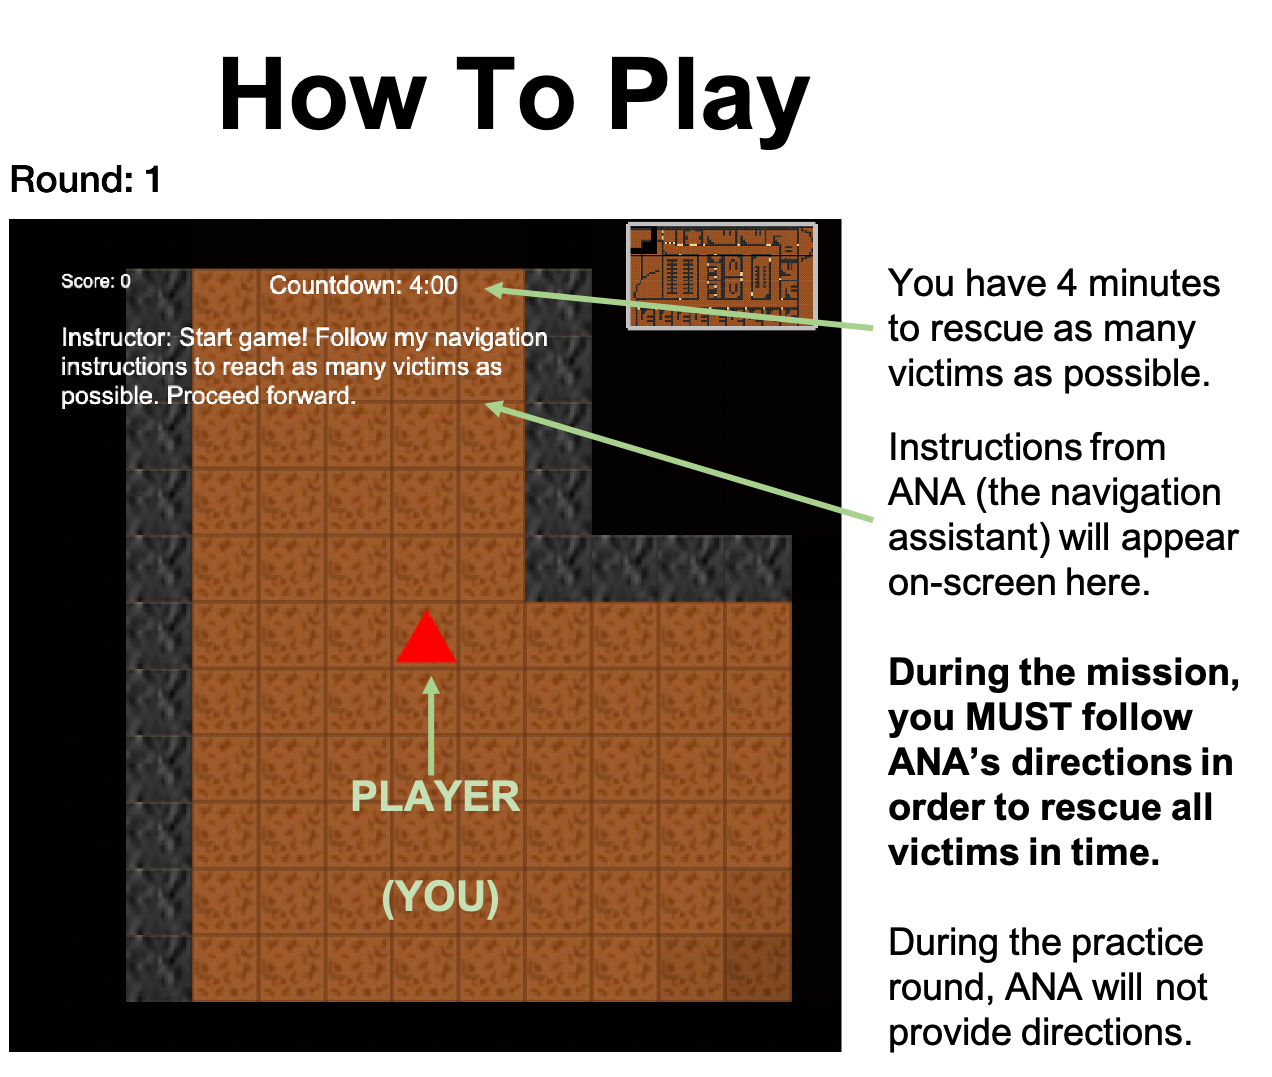 How To Play
Round: 1
Score: 0
Countdown: 4:00
Instructor: Start game! Follow my navigation
instructions to reach as many victims as
possible. Proceed forward.
PLAYER
(YOU)
You have 4 minutes
to rescue as many
victims as possible.
Instructions from
ANA (the navigation
assistant) will appear
on-screen here.
During the mission,
you MUST follow
ANA’s directions in
order to rescue all
victims in time.
During the practice
round, ANA will not
provide directions.